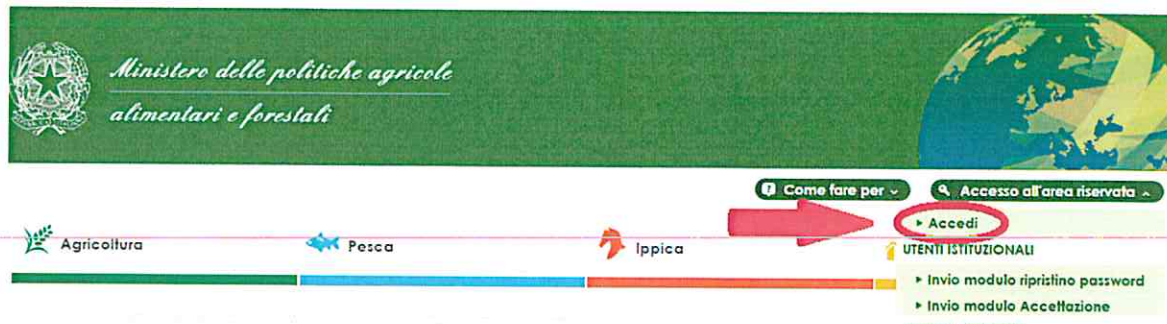 Ministero delle politiche agricole
alimentari e forestali
Come fare per
Accesso all'area riservata
Accedi
Agricoltura
Pesca
Ippica
UTENTI ISTITUZIONALI
Invio modulo ripristino password
Invio modulo Accettazione